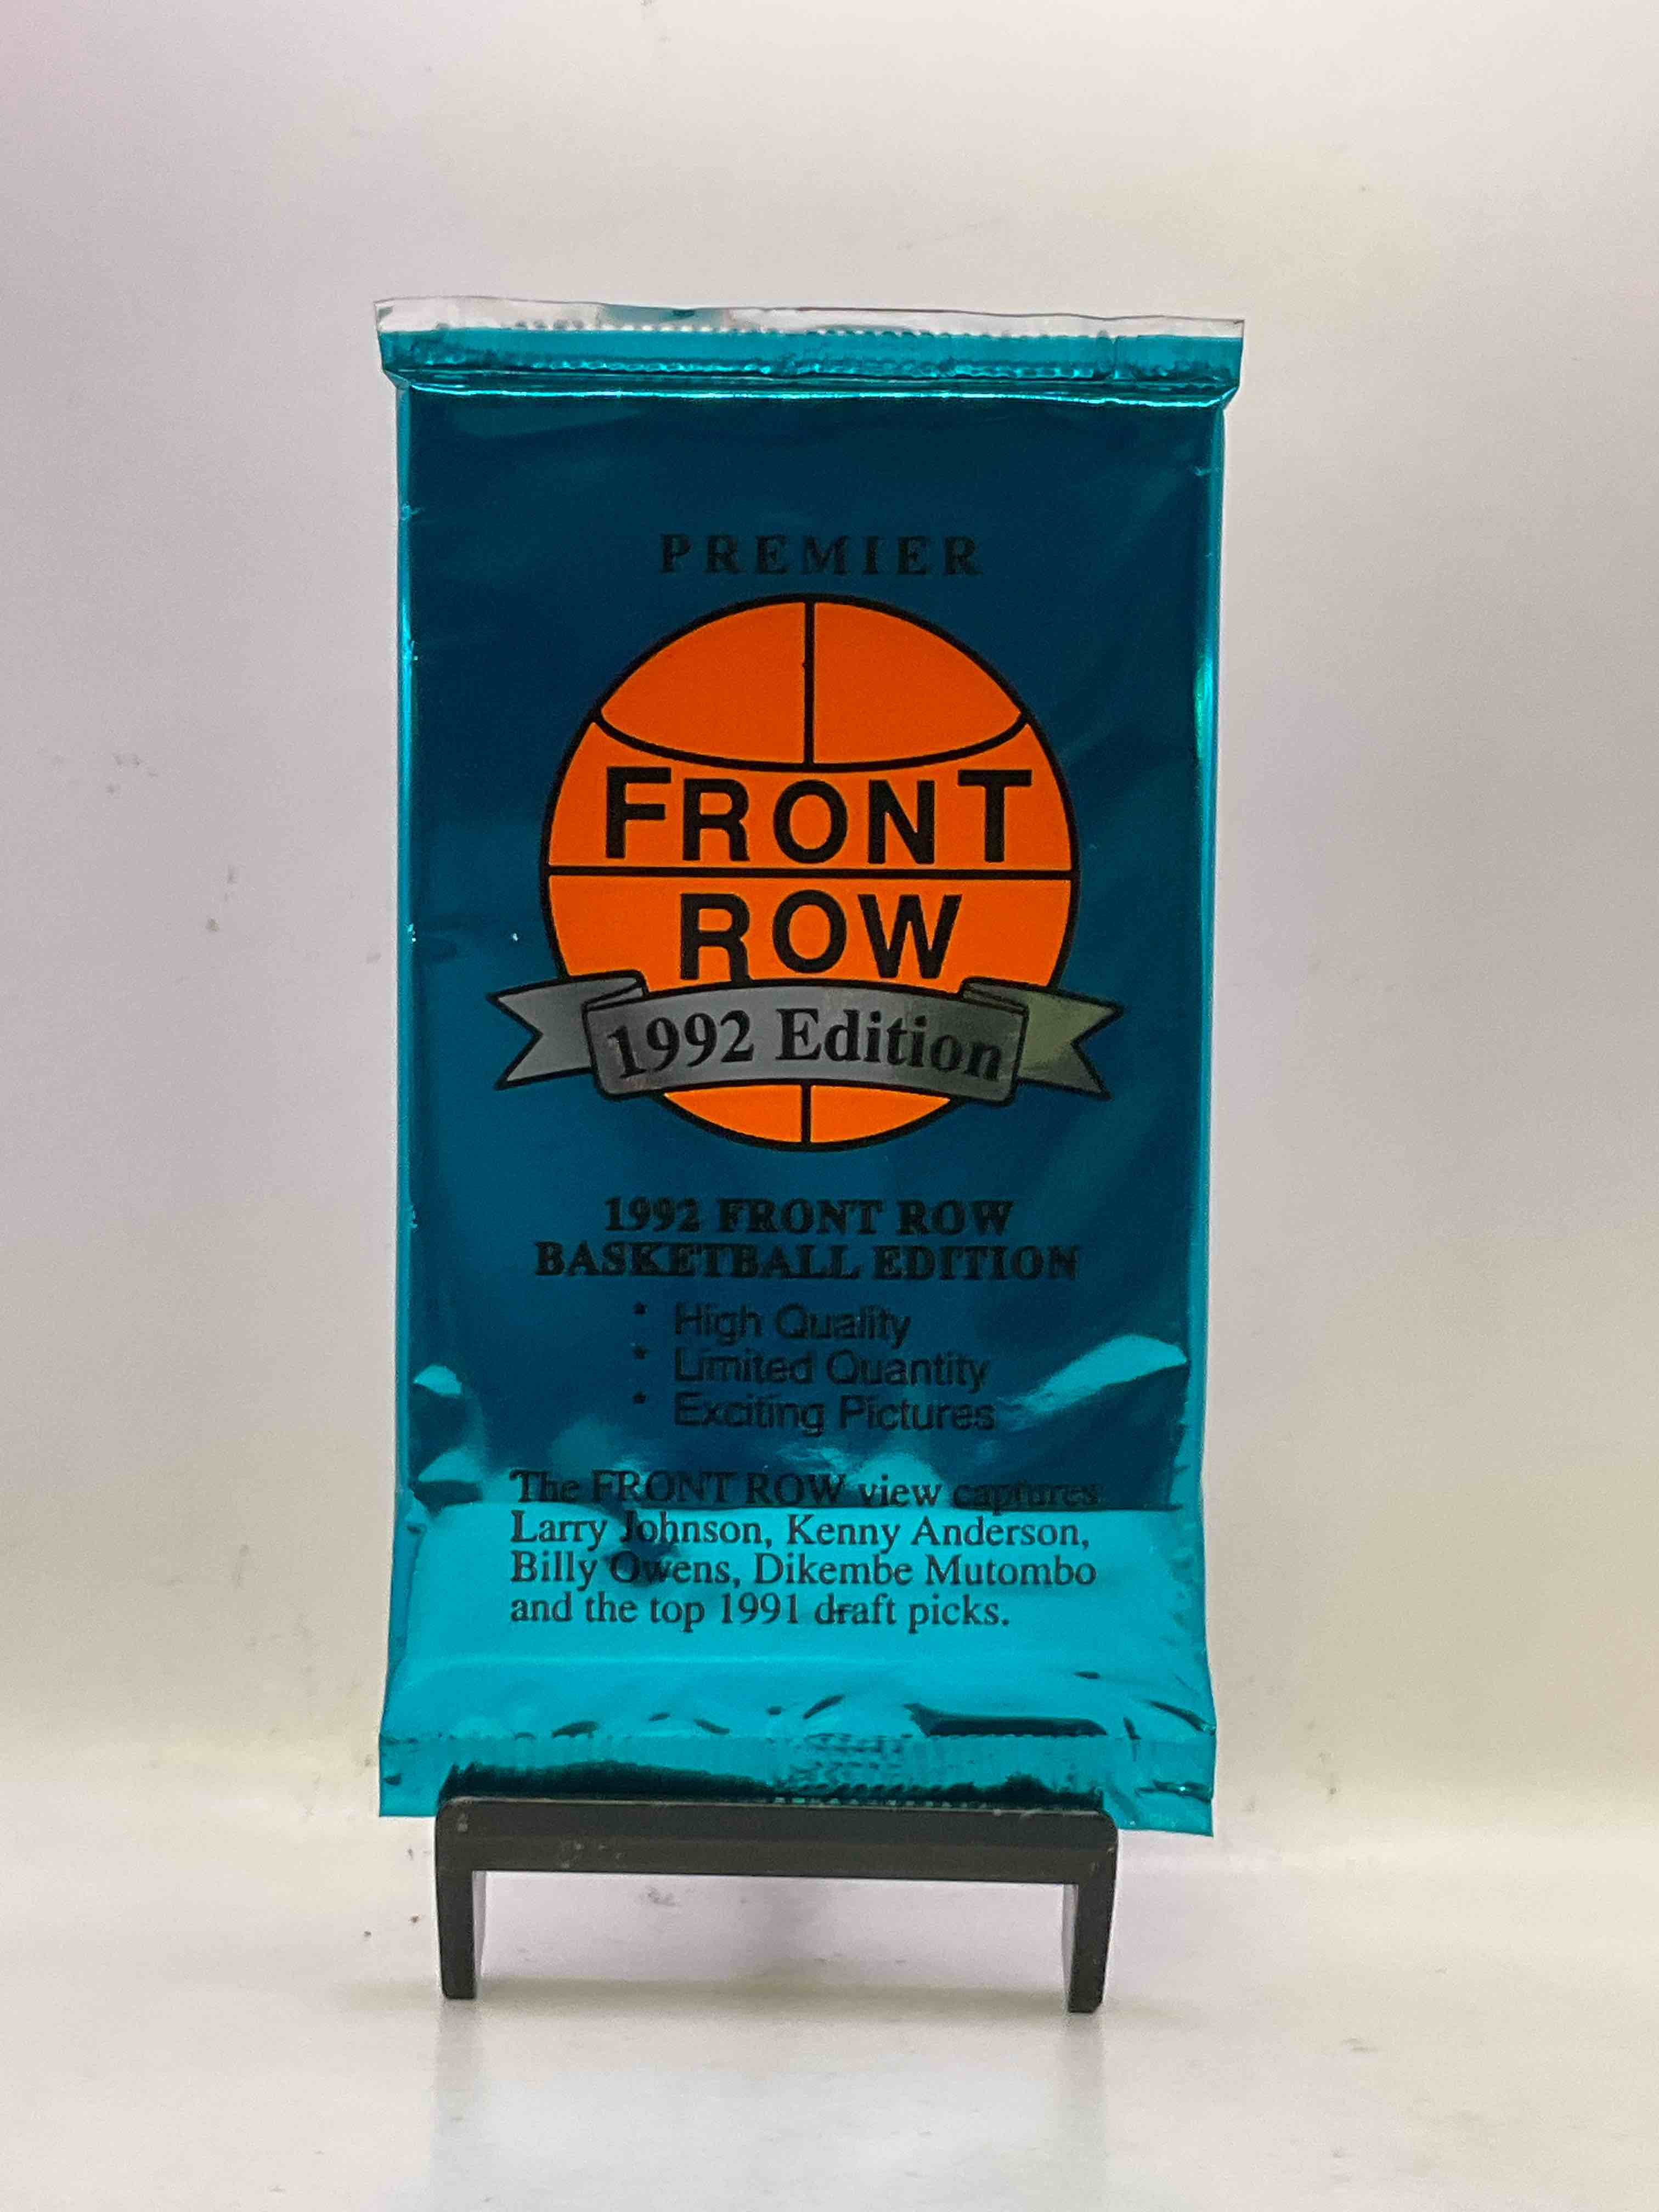 PREMIER
FRONT
ROW
1992 Edition
1992 FRONT ROW
BASKETBALL EDITION
* High Quality
* Limited Quantity
* Exciting Pictures
The FRONT ROW view captures
Larry Johnson, Kenny Anderson,
Billy Owens, Dikembe Mutombo
and the top 1991 draft picks.